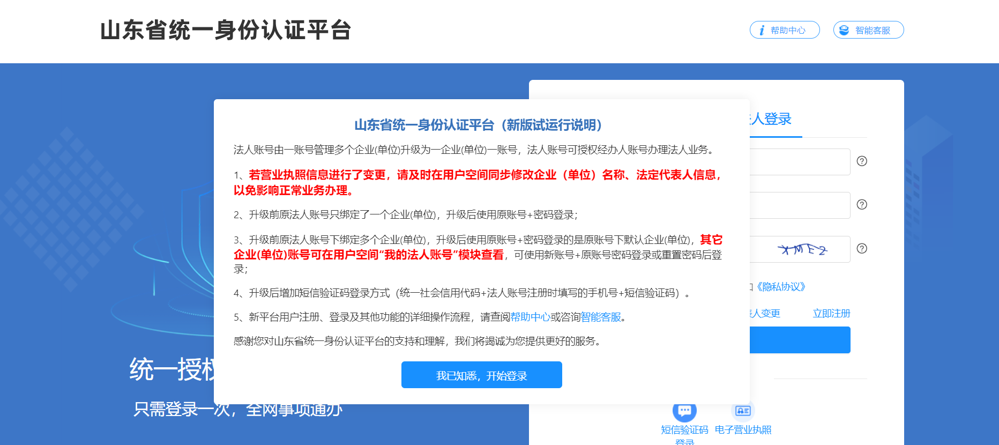 山东省统一身份认证平台
帮助中心
智能客服
人登录
山东省统一身份认证平台（新版试运行说明）
法人账号由一账号管理多个企业(单位)升级为一企业(单位)一账号，法人账号可授权经办人账号办理法人业务。
1、若营业执照信息进行了变更，请及时在用户空间同步修改企业（单位）名称、法定代表人信息，
以免影响正常业务办理。
2、升级前原法人账号只绑定了一个企业(单位)，升级后使用原账号+密码登录；
3、升级前原法人账号下绑定多个企业(单位)，升级后使用原账号+密码登录的是原账号下默认企业(单位)，其它
企业(单位)账号可在用户空间“我的法人账号”模块查看，可使用新账号+原账号密码登录或重置密码后登
录；
4、升级后增加短信验证码登录方式（统一社会信用代码+法人账号注册时填写的手机号+短信验证码）。
5、新平台用户注册、登录及其他功能的详细操作流程，请查阅帮助中心或咨询智能客服。
感谢您对山东省统一身份认证平台的支持和理解，我们将竭诚为您提供更好的服务。
我已知悉，开始登录
XME2
《隐私协议》
人变更
立即注册
统一授权
只需登录一次，全网事项通办
短信验证码
登录
电子营业执照